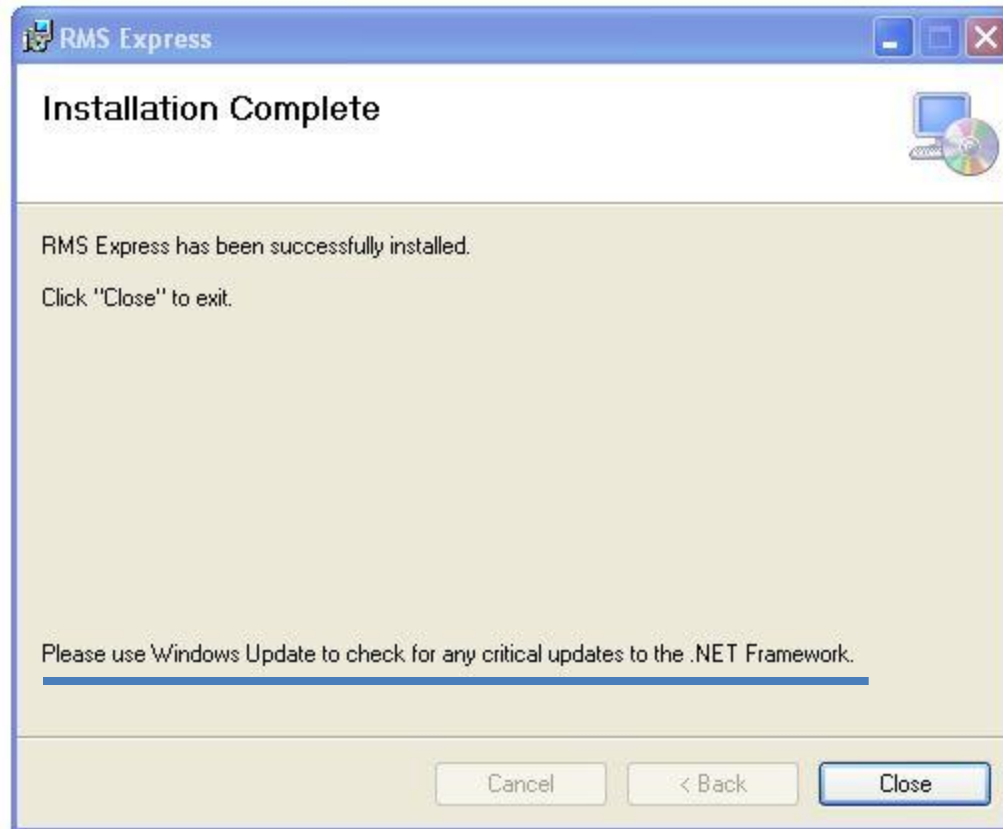 RMS Express
Installation Complete
RMS Express has been successfully installed.
Click "Close" to exit.
Please use Windows Update to check for any critical updates to the .NET Framework.
Cancel
< Back
Close